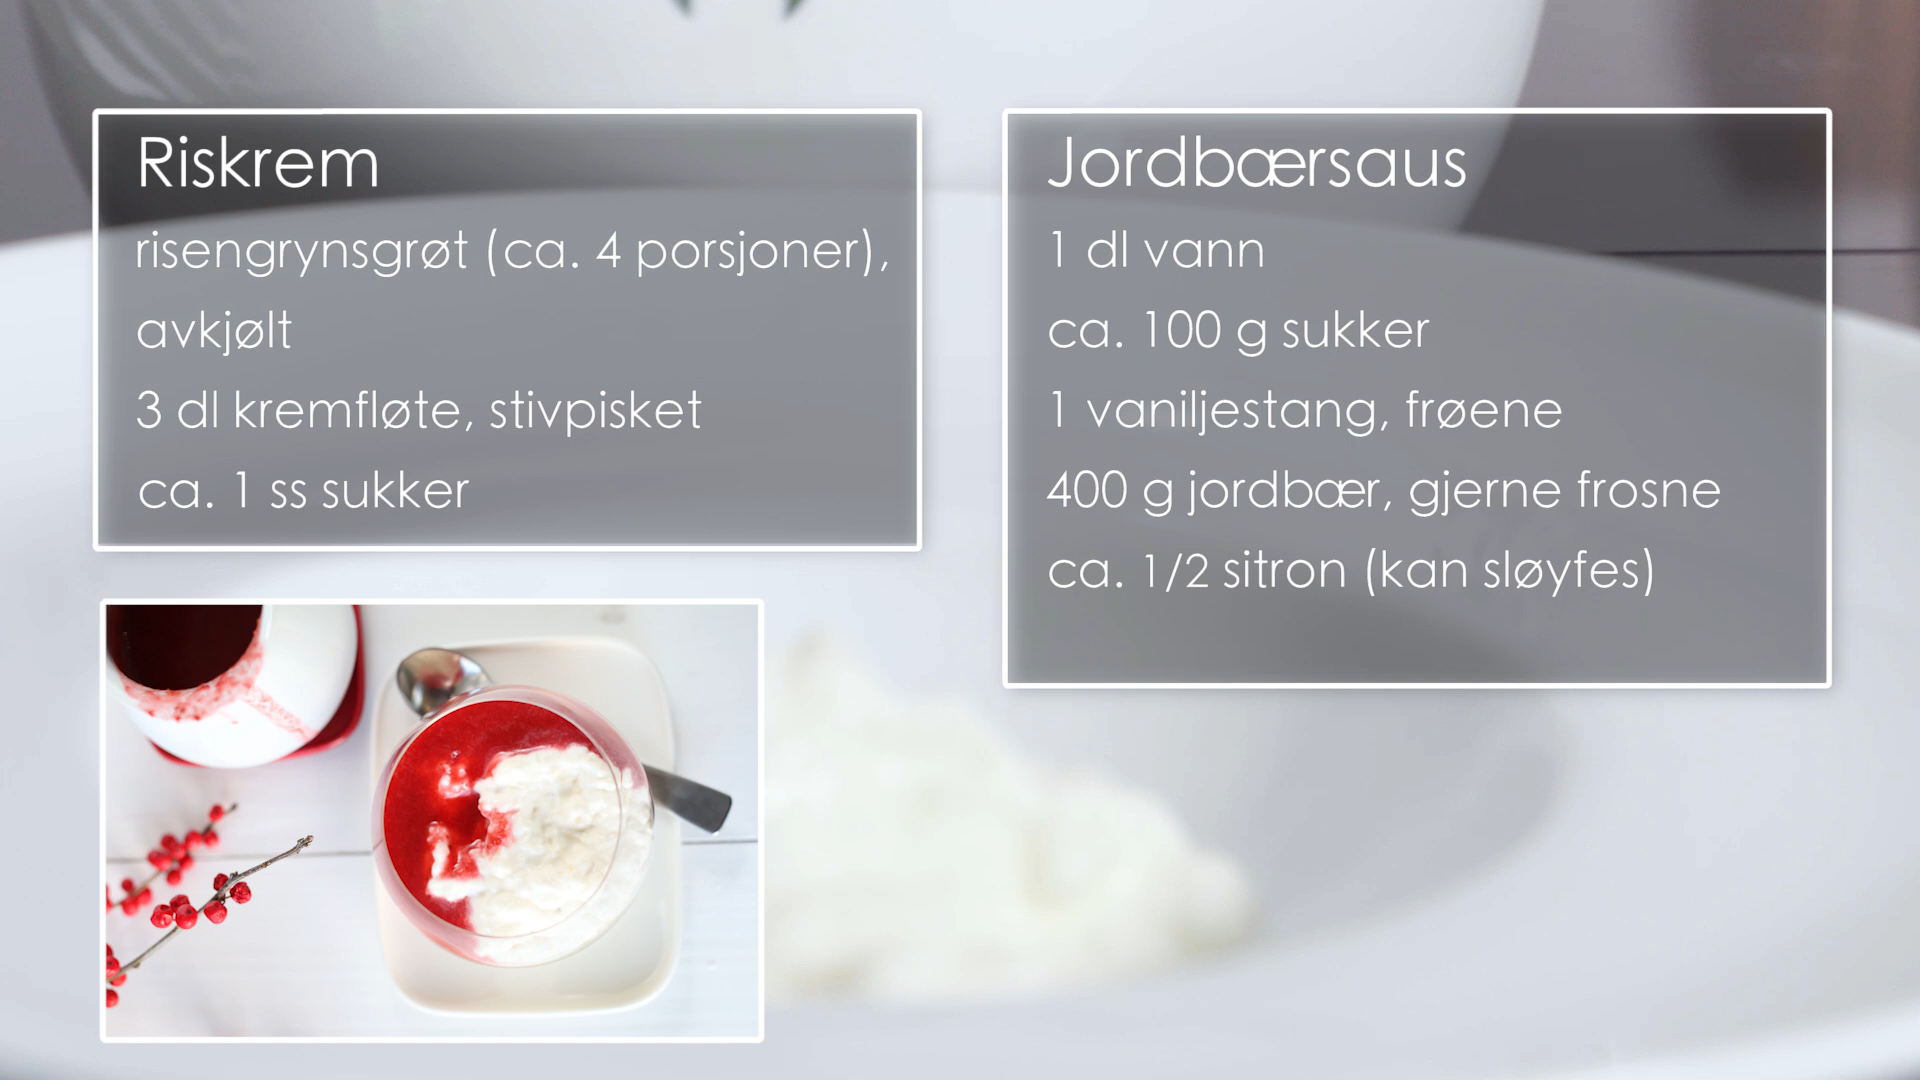 Riskrem
risengrynsgrøt (ca. 4 porsjoner),
avkjølt
3 dl kremfløte, stivpisket
ca. 1 ss sukker
Jordbærsaus
1 dl vann
ca. 100 g sukker
1 vaniljestang, frøene
400 g jordbær, gjerne frosne
ca. 1/2 sitron (kan sløyfes)